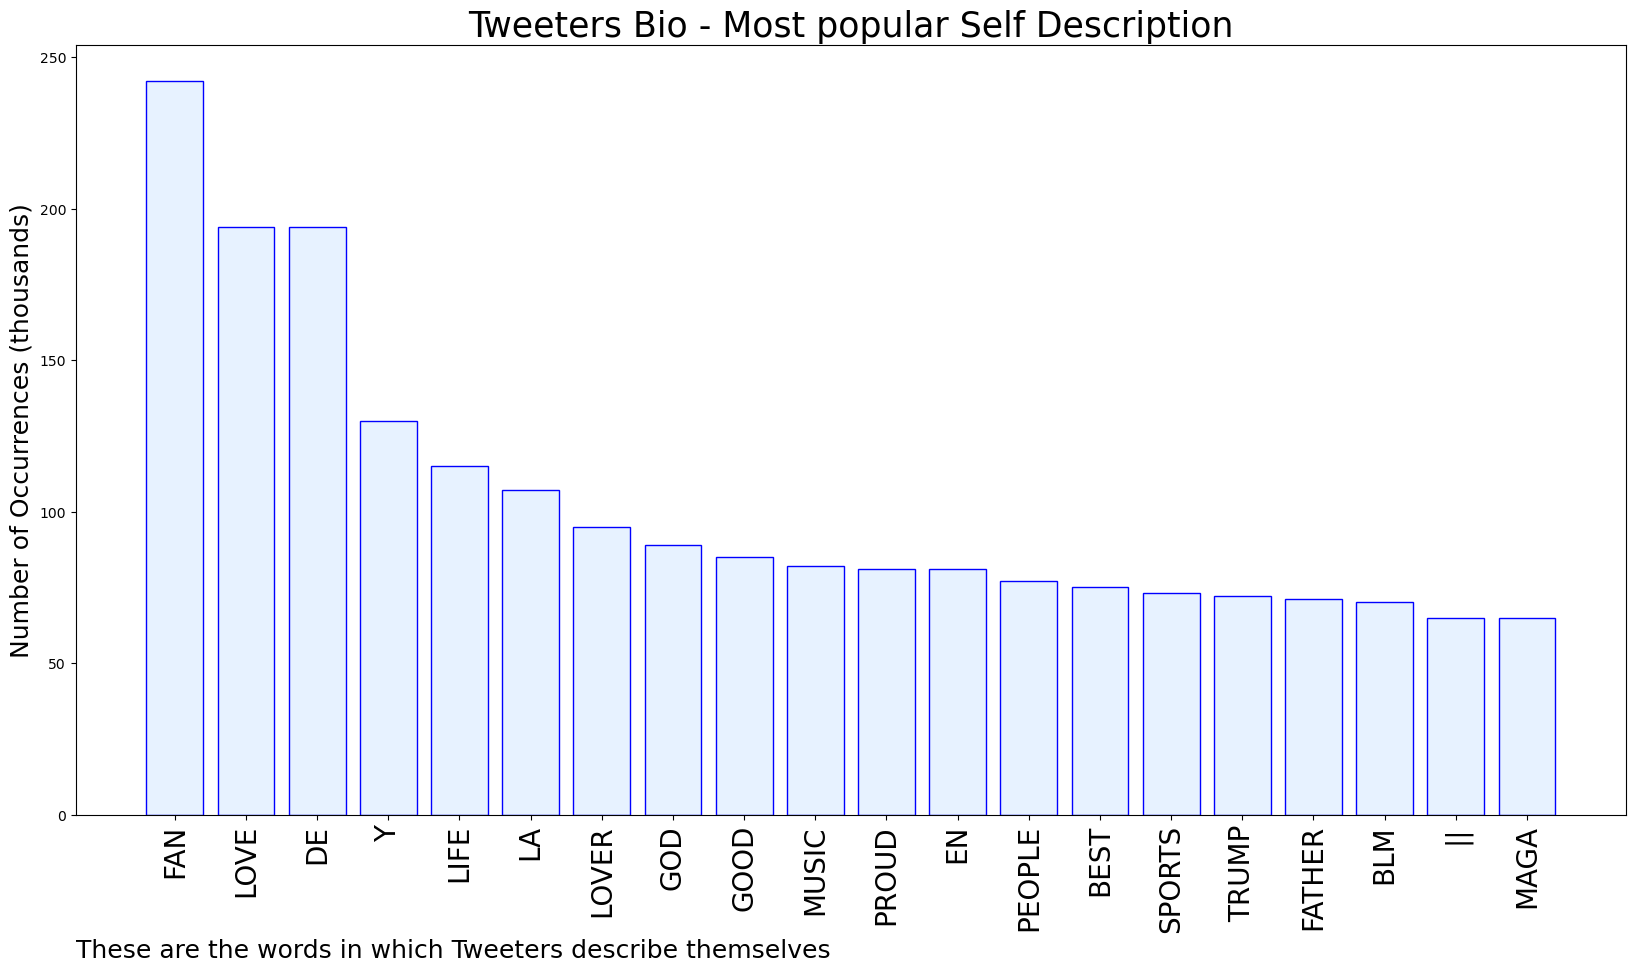 Tweeters Bio - Most popular Self Description
Number of Occurrences (thousands)
250
200
150
100
50
0
FAN
LOVE
DE
Y
LIFE
LA
LOVER
GOD
GOOD
MUSIC
PROUD
EN
PEOPLE
BEST
SPORTS
TRUMP
FATHER
BLM
||
MAGA
These are the words in which Tweeters describe themselves